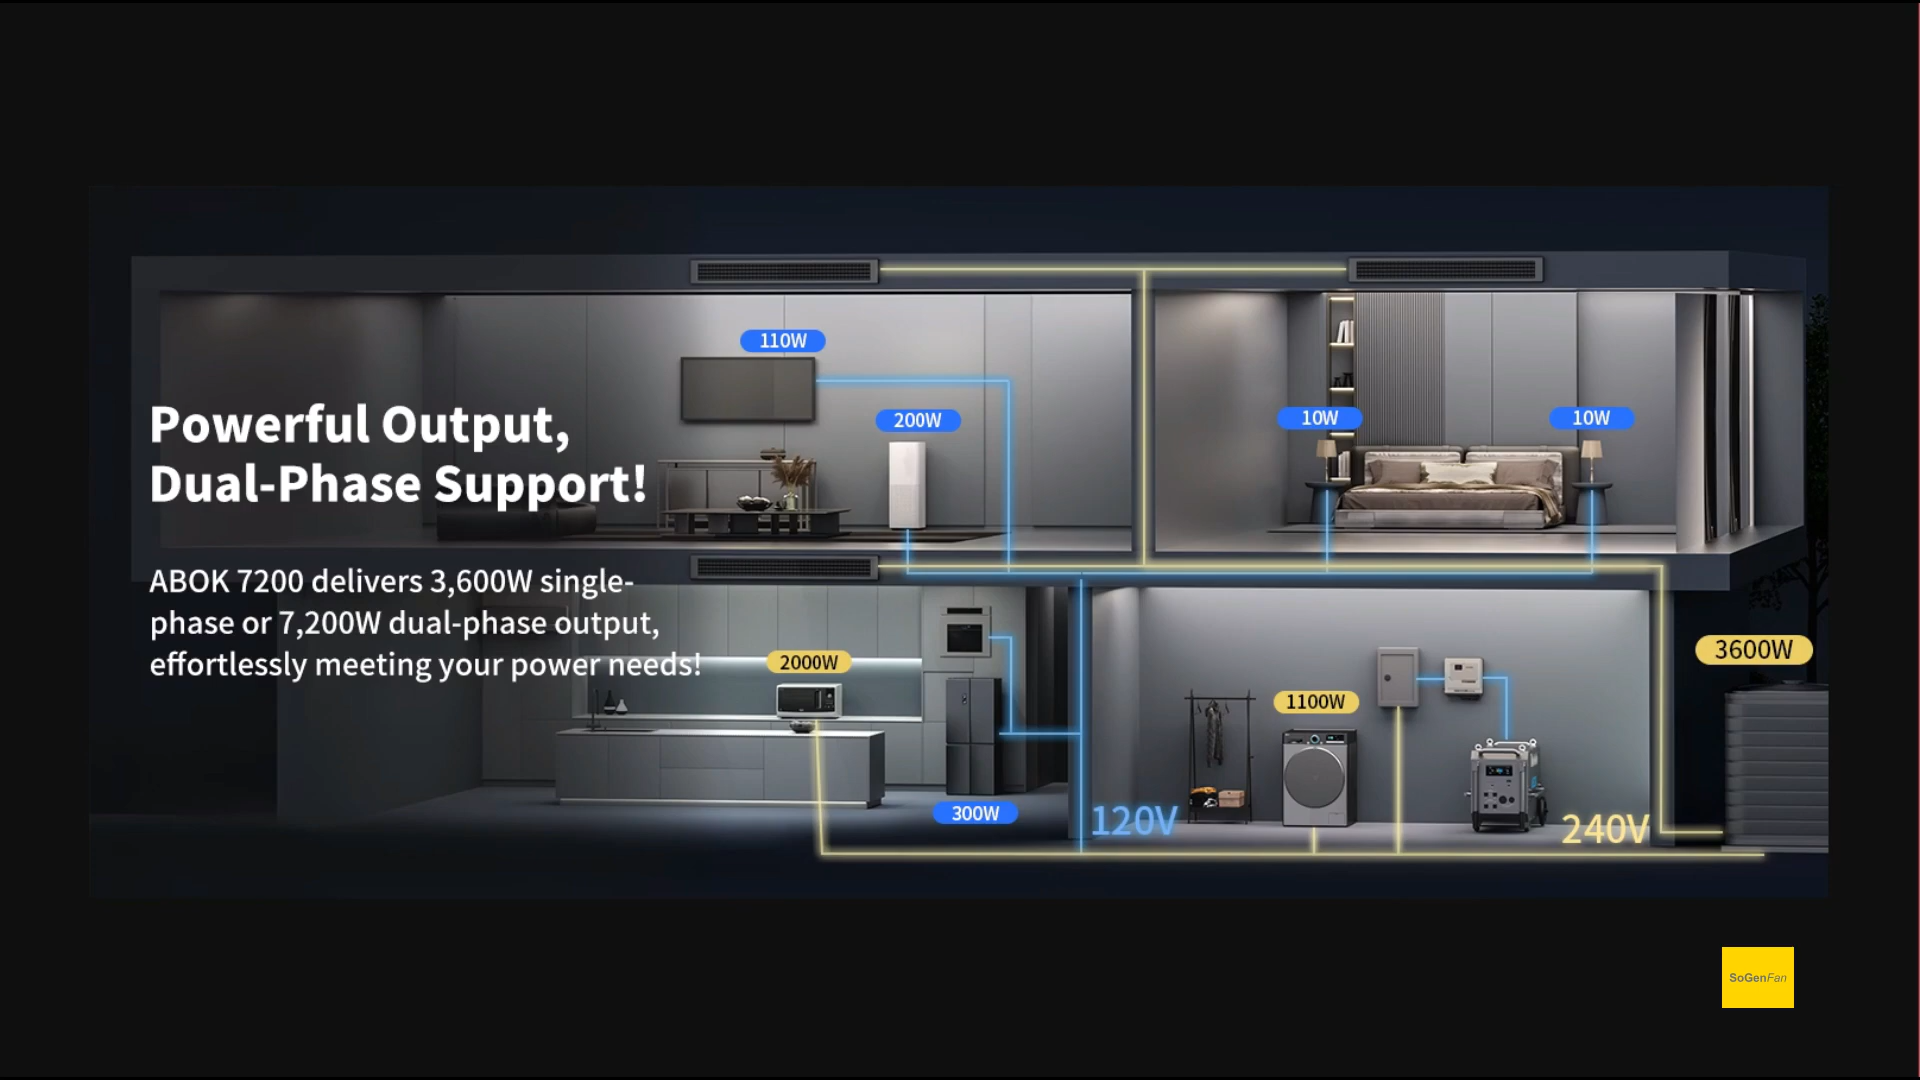 110W
200W
10W
10W
Powerful Output,
Dual-Phase Support!
ABOK 7200 delivers 3,600W single-
phase or 7,200W dual-phase output,
effortlessly meeting your power needs!
2000W
3600W
1100W
300W
120V
240V
SoGenFan